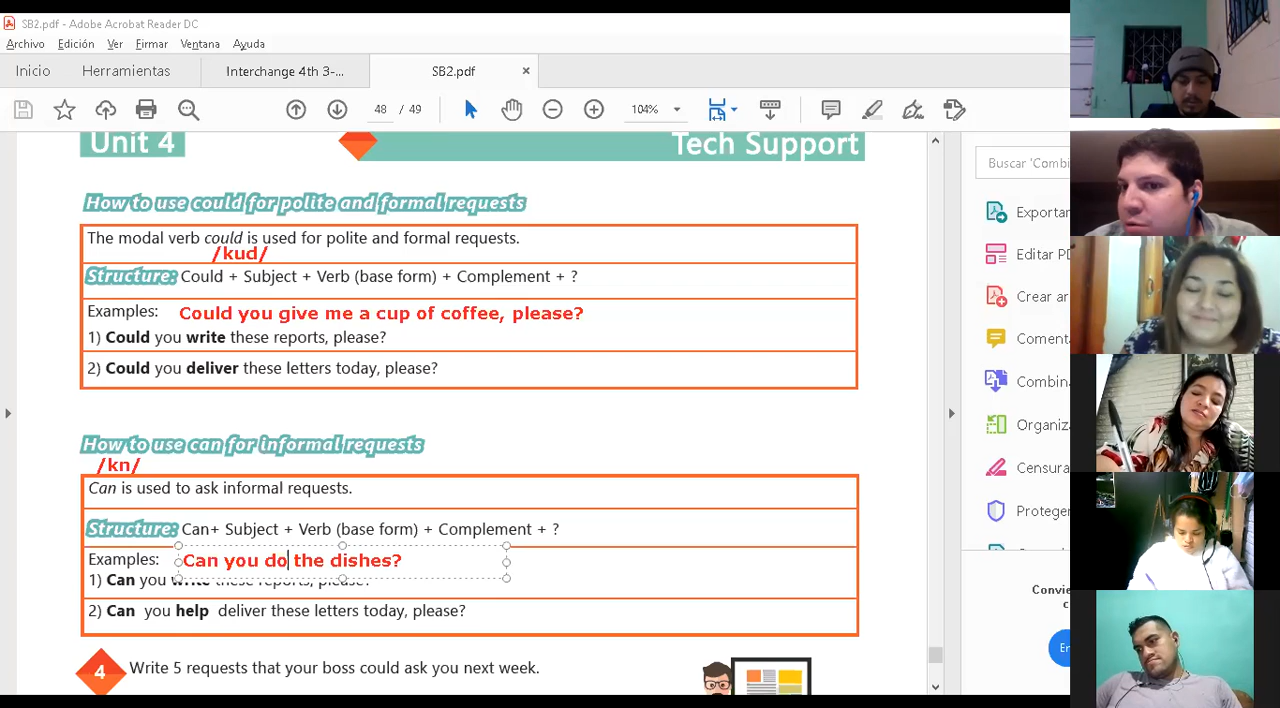 SB2.pdf - Adobe Acrobat Reader DC
Archivo Edición Ver Firmar Ventana Ayuda
Inicio Herramientas Interchange 4th 3-... SB2.pdf ×
48 / 49 104%
Unit 4 Tech Support
Buscar 'Combi
How to use could for polite and formal requests
The modal verb could is used for polite and formal requests.
/kud/
Structure: Could + Subject + Verb (base form) + Complement + ?
Examples: Could you give me a cup of coffee, please?
1) Could you write these reports, please?
2) Could you deliver these letters today, please?
How to use can for informal requests
/kn/
Can is used to ask informal requests.
Structure: Can+ Subject + Verb (base form) + Complement + ?
Examples: Can you do the dishes?
1) Can you write these reports, please?
2) Can you help deliver these letters today, please?
4 Write 5 requests that your boss could ask you next week.
Exportar
Editar PD
Crear ar
Comenta
Combin
Organiz
Censura
Proteger
Convie
c
En